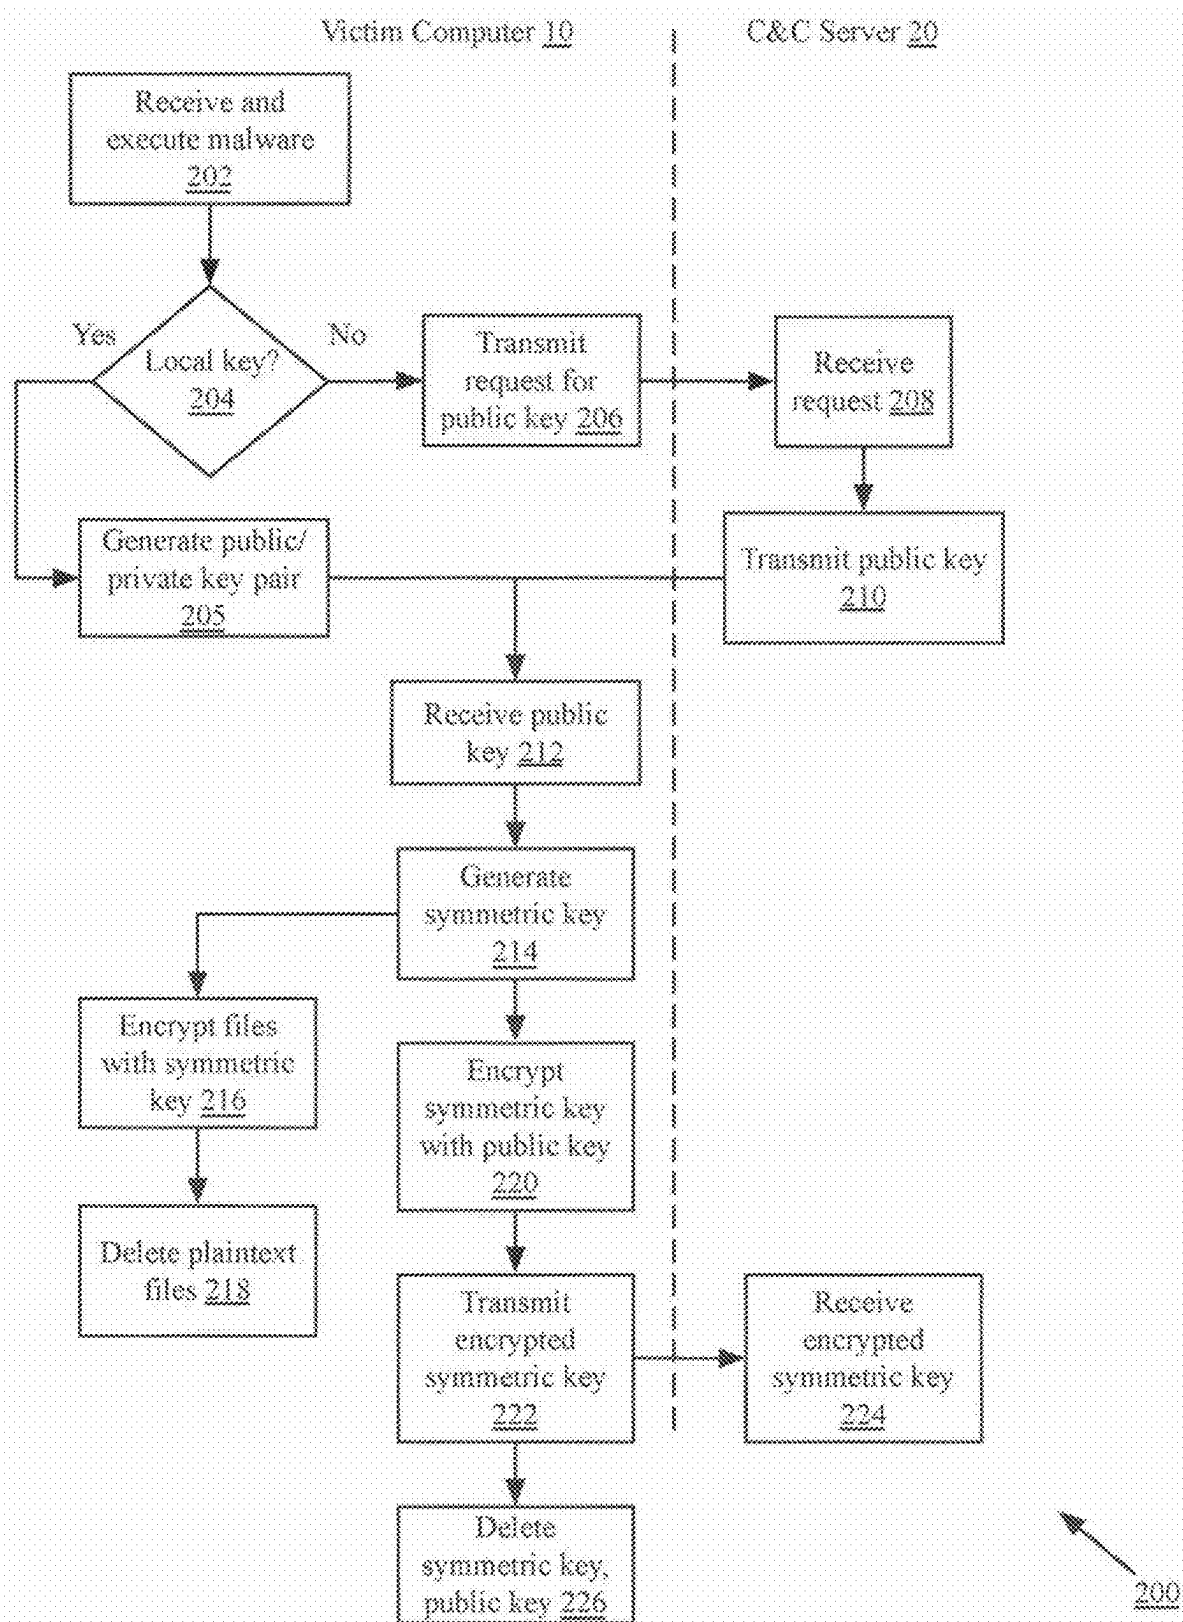 Victim Computer 10
C&C Server 20
Receive and
execute malware
202
Yes
Local key?
204
No
Transmit
request for
public key 206
Receive
request 208
Generate public/
private key pair
205
Transmit public key
210
Receive public
key 212
Generate
symmetric key
214
Encrypt files
with symmetric
key 216
Encrypt
symmetric key
with public key
220
Delete plaintext
files 218
Transmit
encrypted
symmetric key
222
Receive
encrypted
symmetric key
224
Delete
symmetric key,
public key 226
200